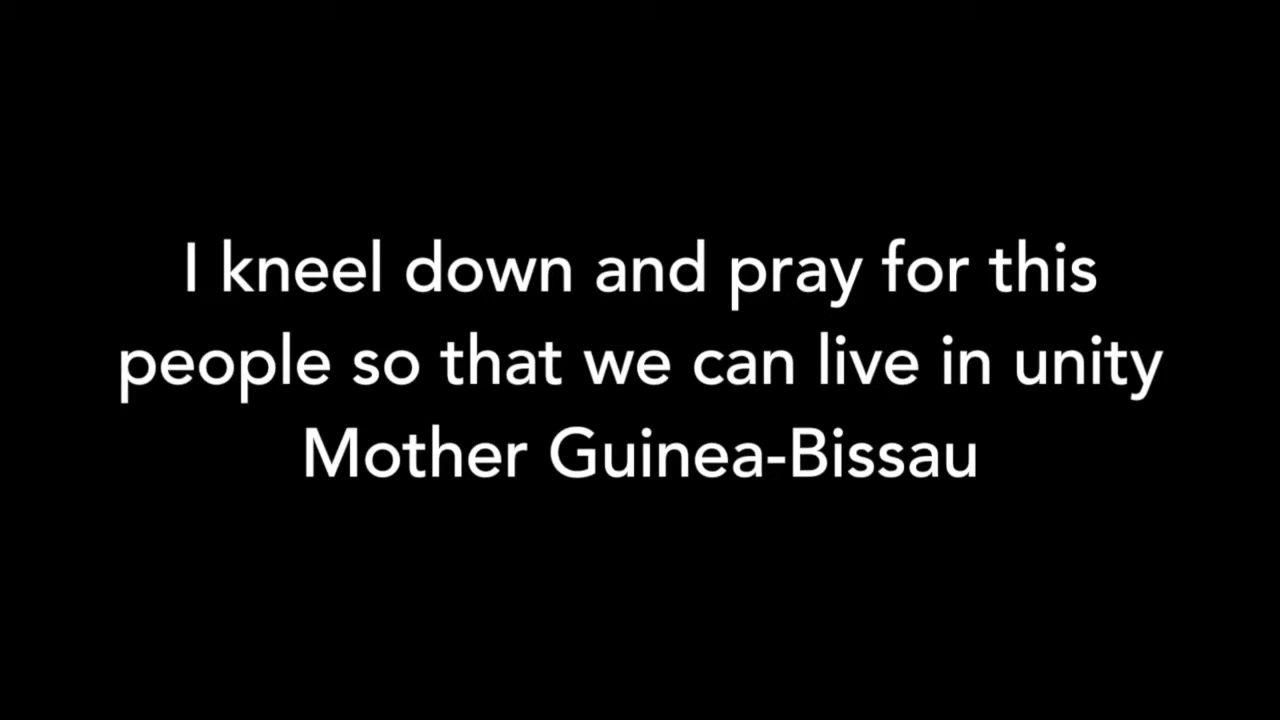 I kneel down and pray for this
people so that we can live in unity
Mother Guinea-Bissau